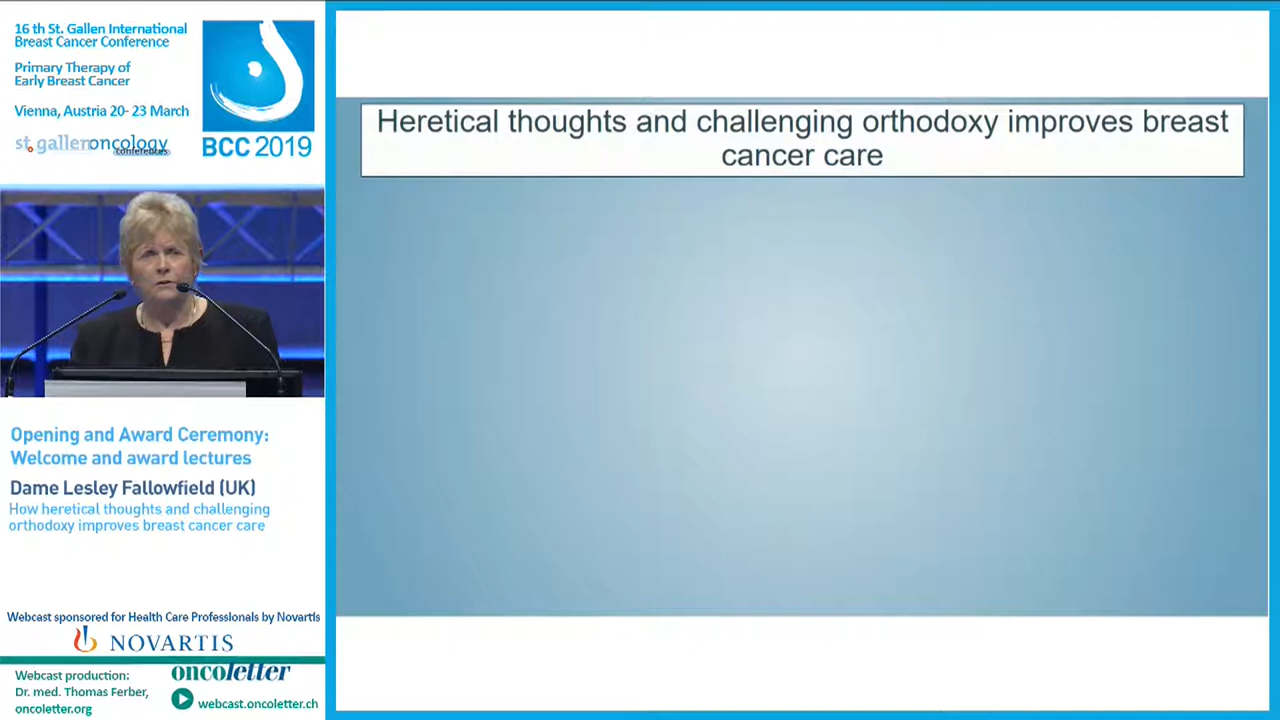 16 th St. Gallen International
Breast Cancer Conference
Primary Therapy of
Early Breast Cancer
Vienna, Austria 20- 23 March
st.gallenoncology
conferences
BCC 2019
Heretical thoughts and challenging orthodoxy improves breast
cancer care
Opening and Award Ceremony:
Welcome and award lectures
Dame Lesley Fallowfield (UK)
How heretical thoughts and challenging
orthodoxy improves breast cancer care
Webcast sponsored for Health Care Professionals by Novartis
NOVARTIS
Webcast production:
Dr. med. Thomas Ferber,
oncoletter.org
oncoletter
webcast.oncoletter.ch